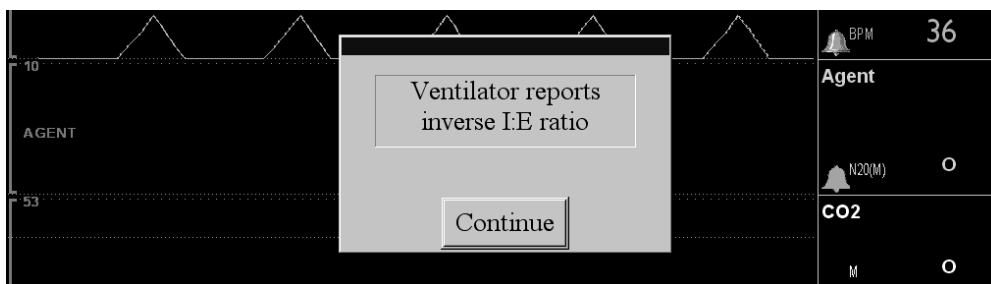 BPM 36
10
Agent
AGENT
Ventilator reports
inverse I:E ratio
N20(M) O
53
CO2
Continue
M O